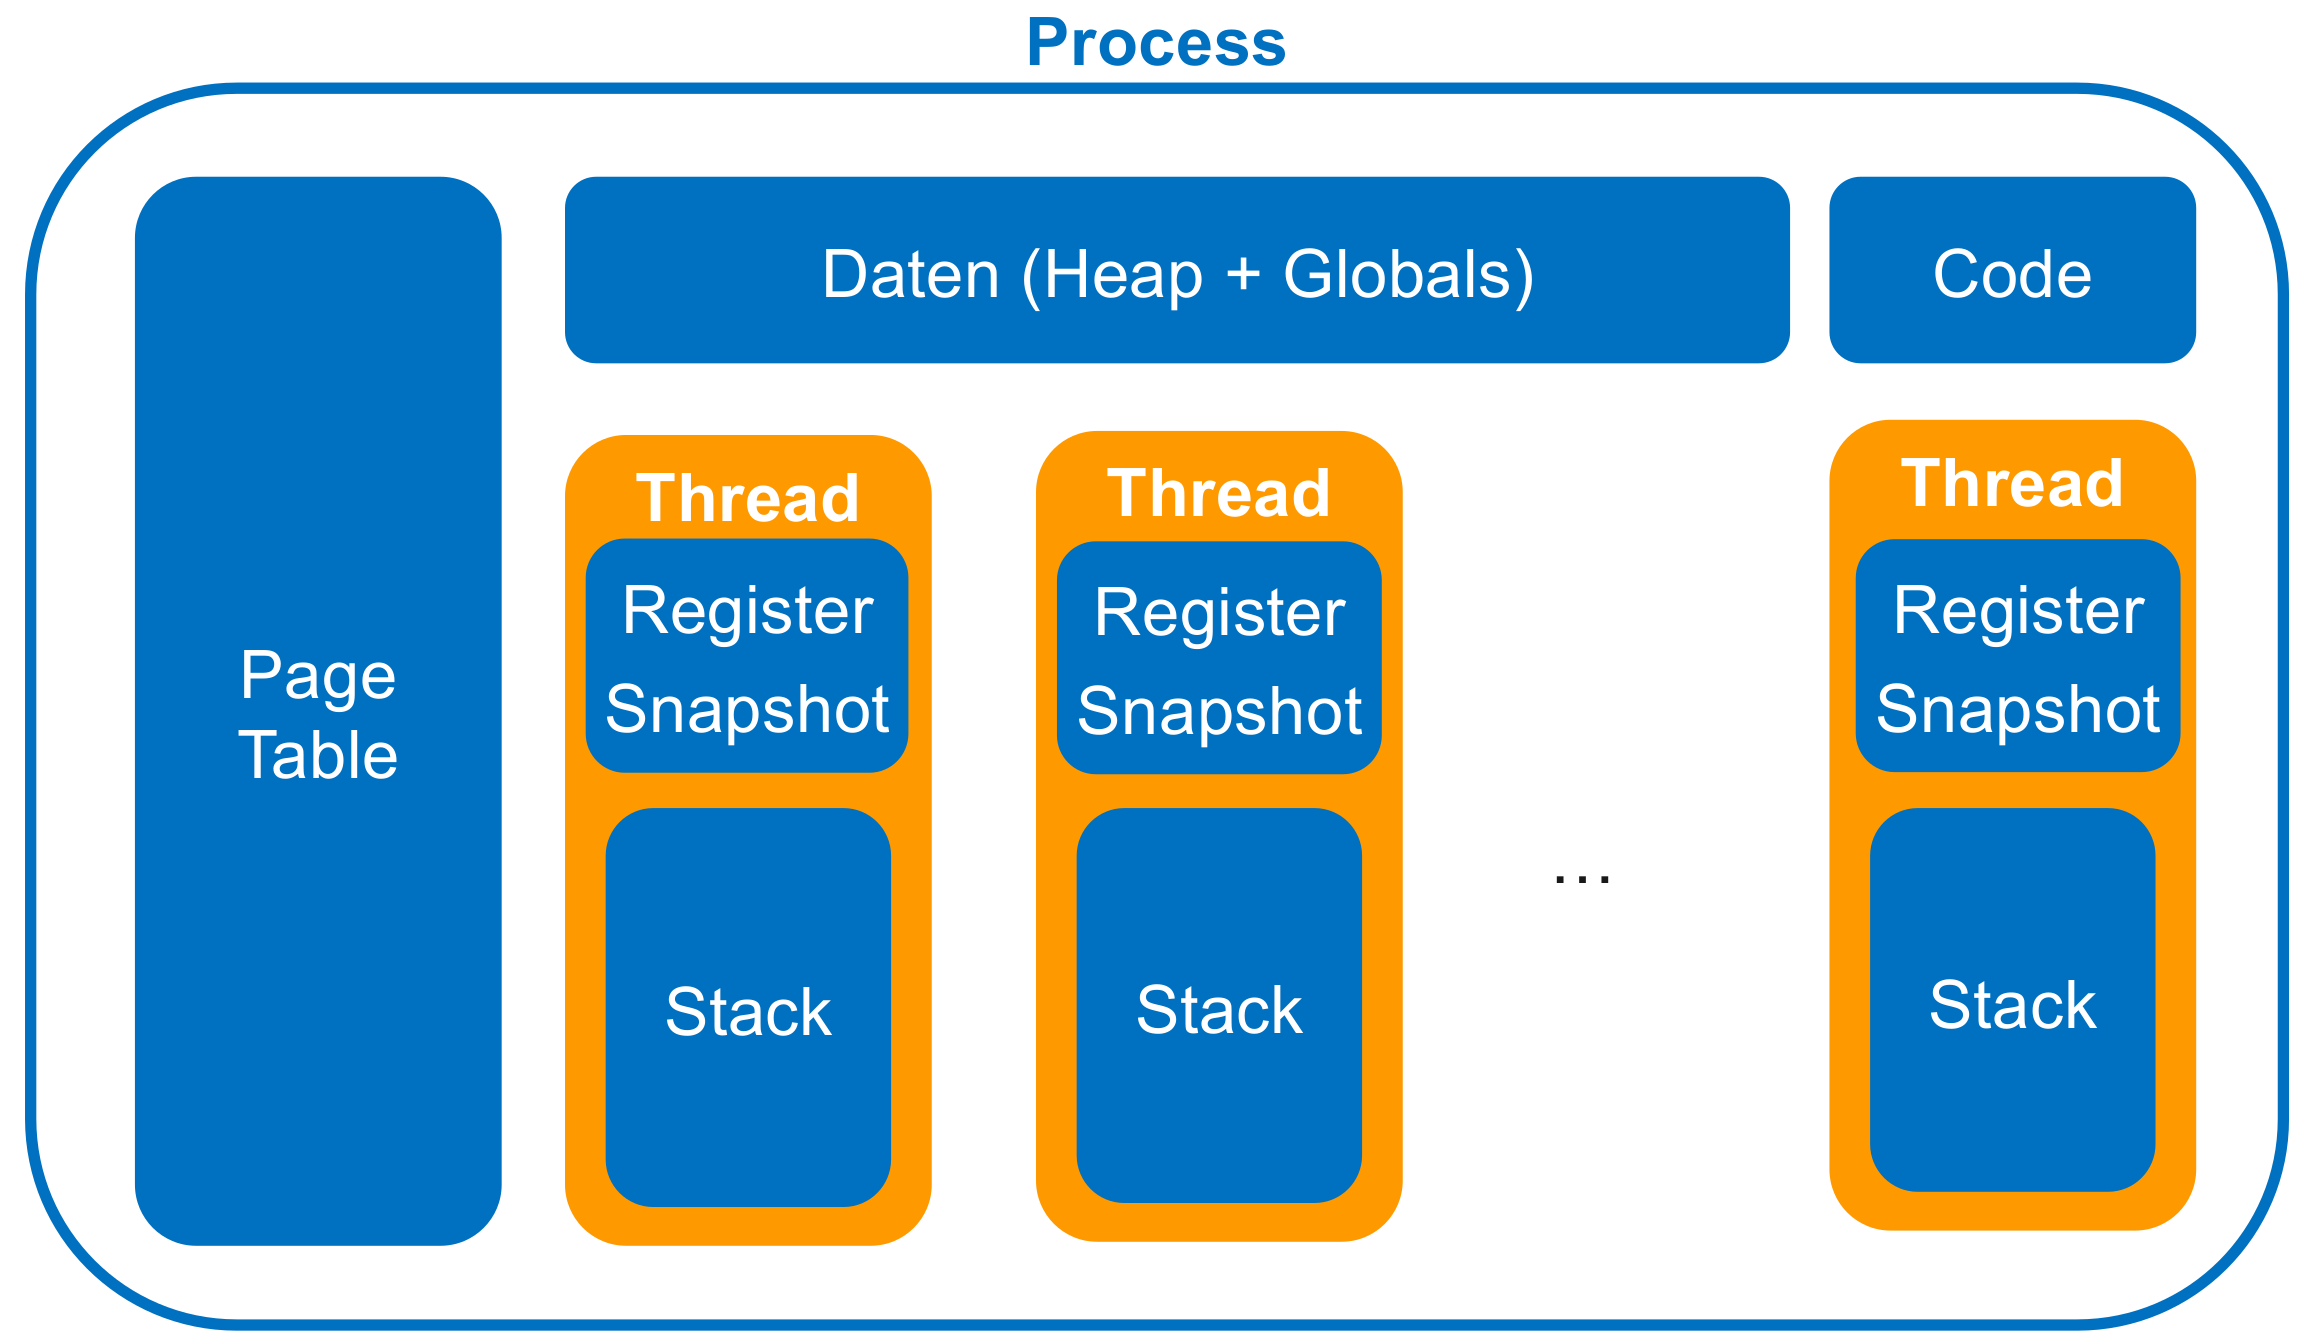 Process
Page
Table
Daten (Heap + Globals)
Code
Thread
Register
Snapshot
Stack
Thread
Register
Snapshot
Stack
...
Thread
Register
Snapshot
Stack